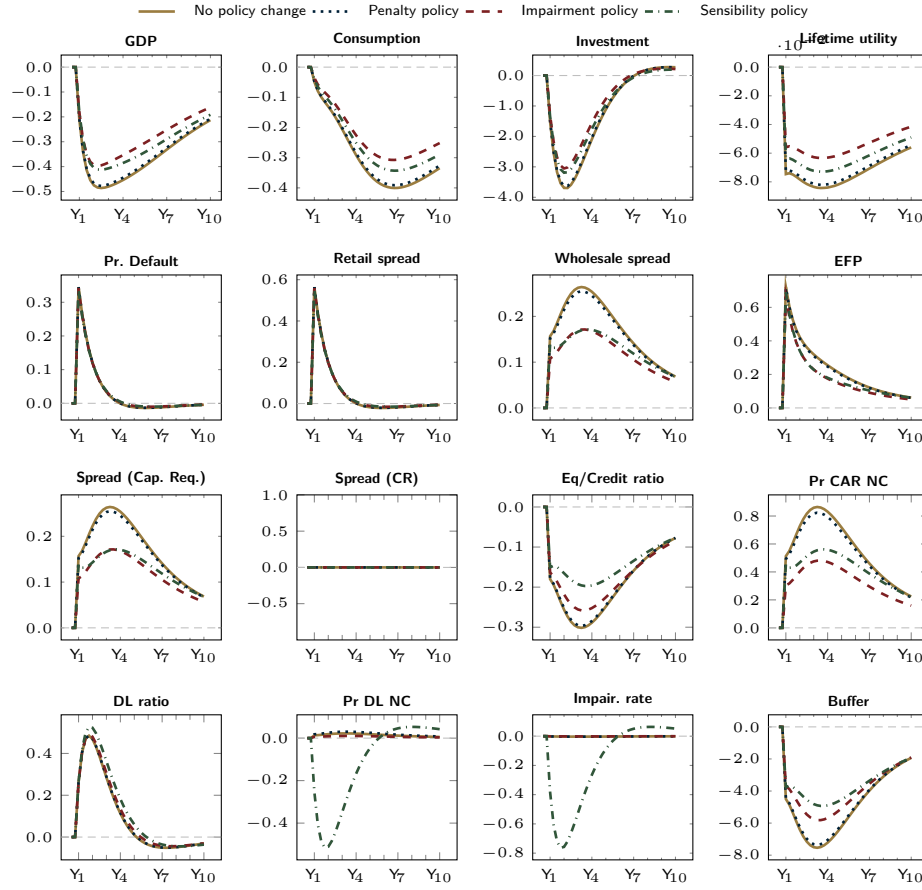 No policy change Penalty policy Impairment policy Sensibility policy
GDP Consumption Investment Lifetime utility
0.0 −0.1 −0.2 −0.3 −0.4 −0.5 Y1 Y4 Y7 Y10
0.0 −0.1 −0.2 −0.3 −0.4 Y1 Y4 Y7 Y10
0.0 −1.0 −2.0 −3.0 −4.0 Y1 Y4 Y7 Y10
0.0 −2.0 −4.0 −6.0 −8.0 Y1 Y4 Y7 Y10
Pr. Default Retail spread Wholesale spread EFP
0.3 0.2 0.1 0.0 Y1 Y4 Y7 Y10
0.6 0.4 0.2 0.0 Y1 Y4 Y7 Y10
0.2 0.1 0.0 Y1 Y4 Y7 Y10
0.6 0.4 0.2 0.0 Y1 Y4 Y7 Y10
Spread (Cap. Req.) Spread (CR) Eq/Credit ratio Pr CAR NC
0.2 0.1 0.0 Y1 Y4 Y7 Y10
1.0 0.5 0.0 −0.5 Y1 Y4 Y7 Y10
0.0 −0.1 −0.2 −0.3 Y1 Y4 Y7 Y10
0.8 0.6 0.4 0.2 0.0 Y1 Y4 Y7 Y10
DL ratio Pr DL NC Impair. rate Buffer
0.4 0.2 0.0 Y1 Y4 Y7 Y10
0.0 −0.2 −0.4 Y1 Y4 Y7 Y10
0.0 −0.2 −0.4 −0.6 −0.8 Y1 Y4 Y7 Y10
0.0 −2.0 −4.0 −6.0 −8.0 Y1 Y4 Y7 Y10